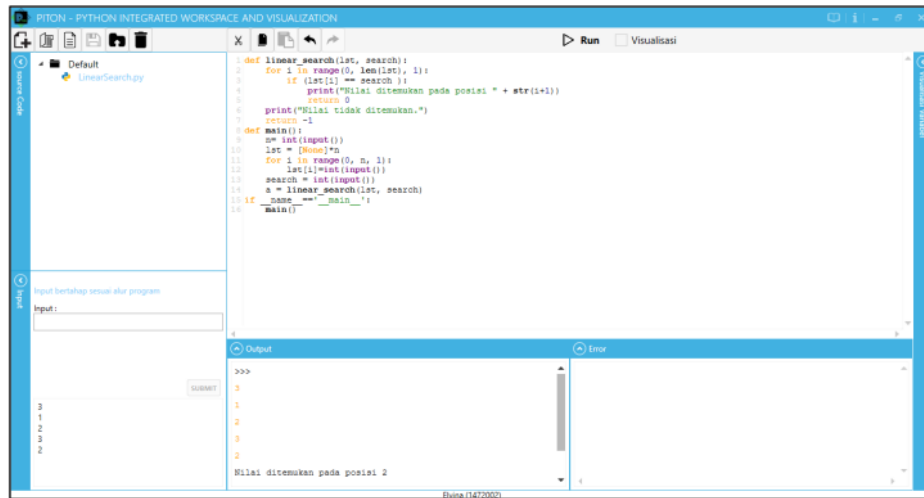 PITON - PYTHON INTEGRATED WORKSPACE AND VISUALIZATION
Run
Visualisasi
Source Code
Default
LinearSearch.py
1 def linear_search(lst, search):
2 for i in range(0, len(lst), 1):
3 if (lst[i] == search ):
4 print("Nilai ditemukan pada posisi " + str(i+1))
5 return 0
6 print("Nilai tidak ditemukan.")
7 return -1
8 def main():
9 n= int(input())
10 lst = [None]*n
11 for i in range(0, n, 1):
12 lst[i]=int(input())
13 search = int(input())
14 a = linear_search(lst, search)
15 if __name__=='__main__':
16 main()
Visualisasi Variabel
Input
Input bertahap sesuai alur program
Input :
SUBMIT
3
1
2
3
2
Output
>>>
3
1
2
3
2
Nilai ditemukan pada posisi 2
Error
Elvina (1472002)